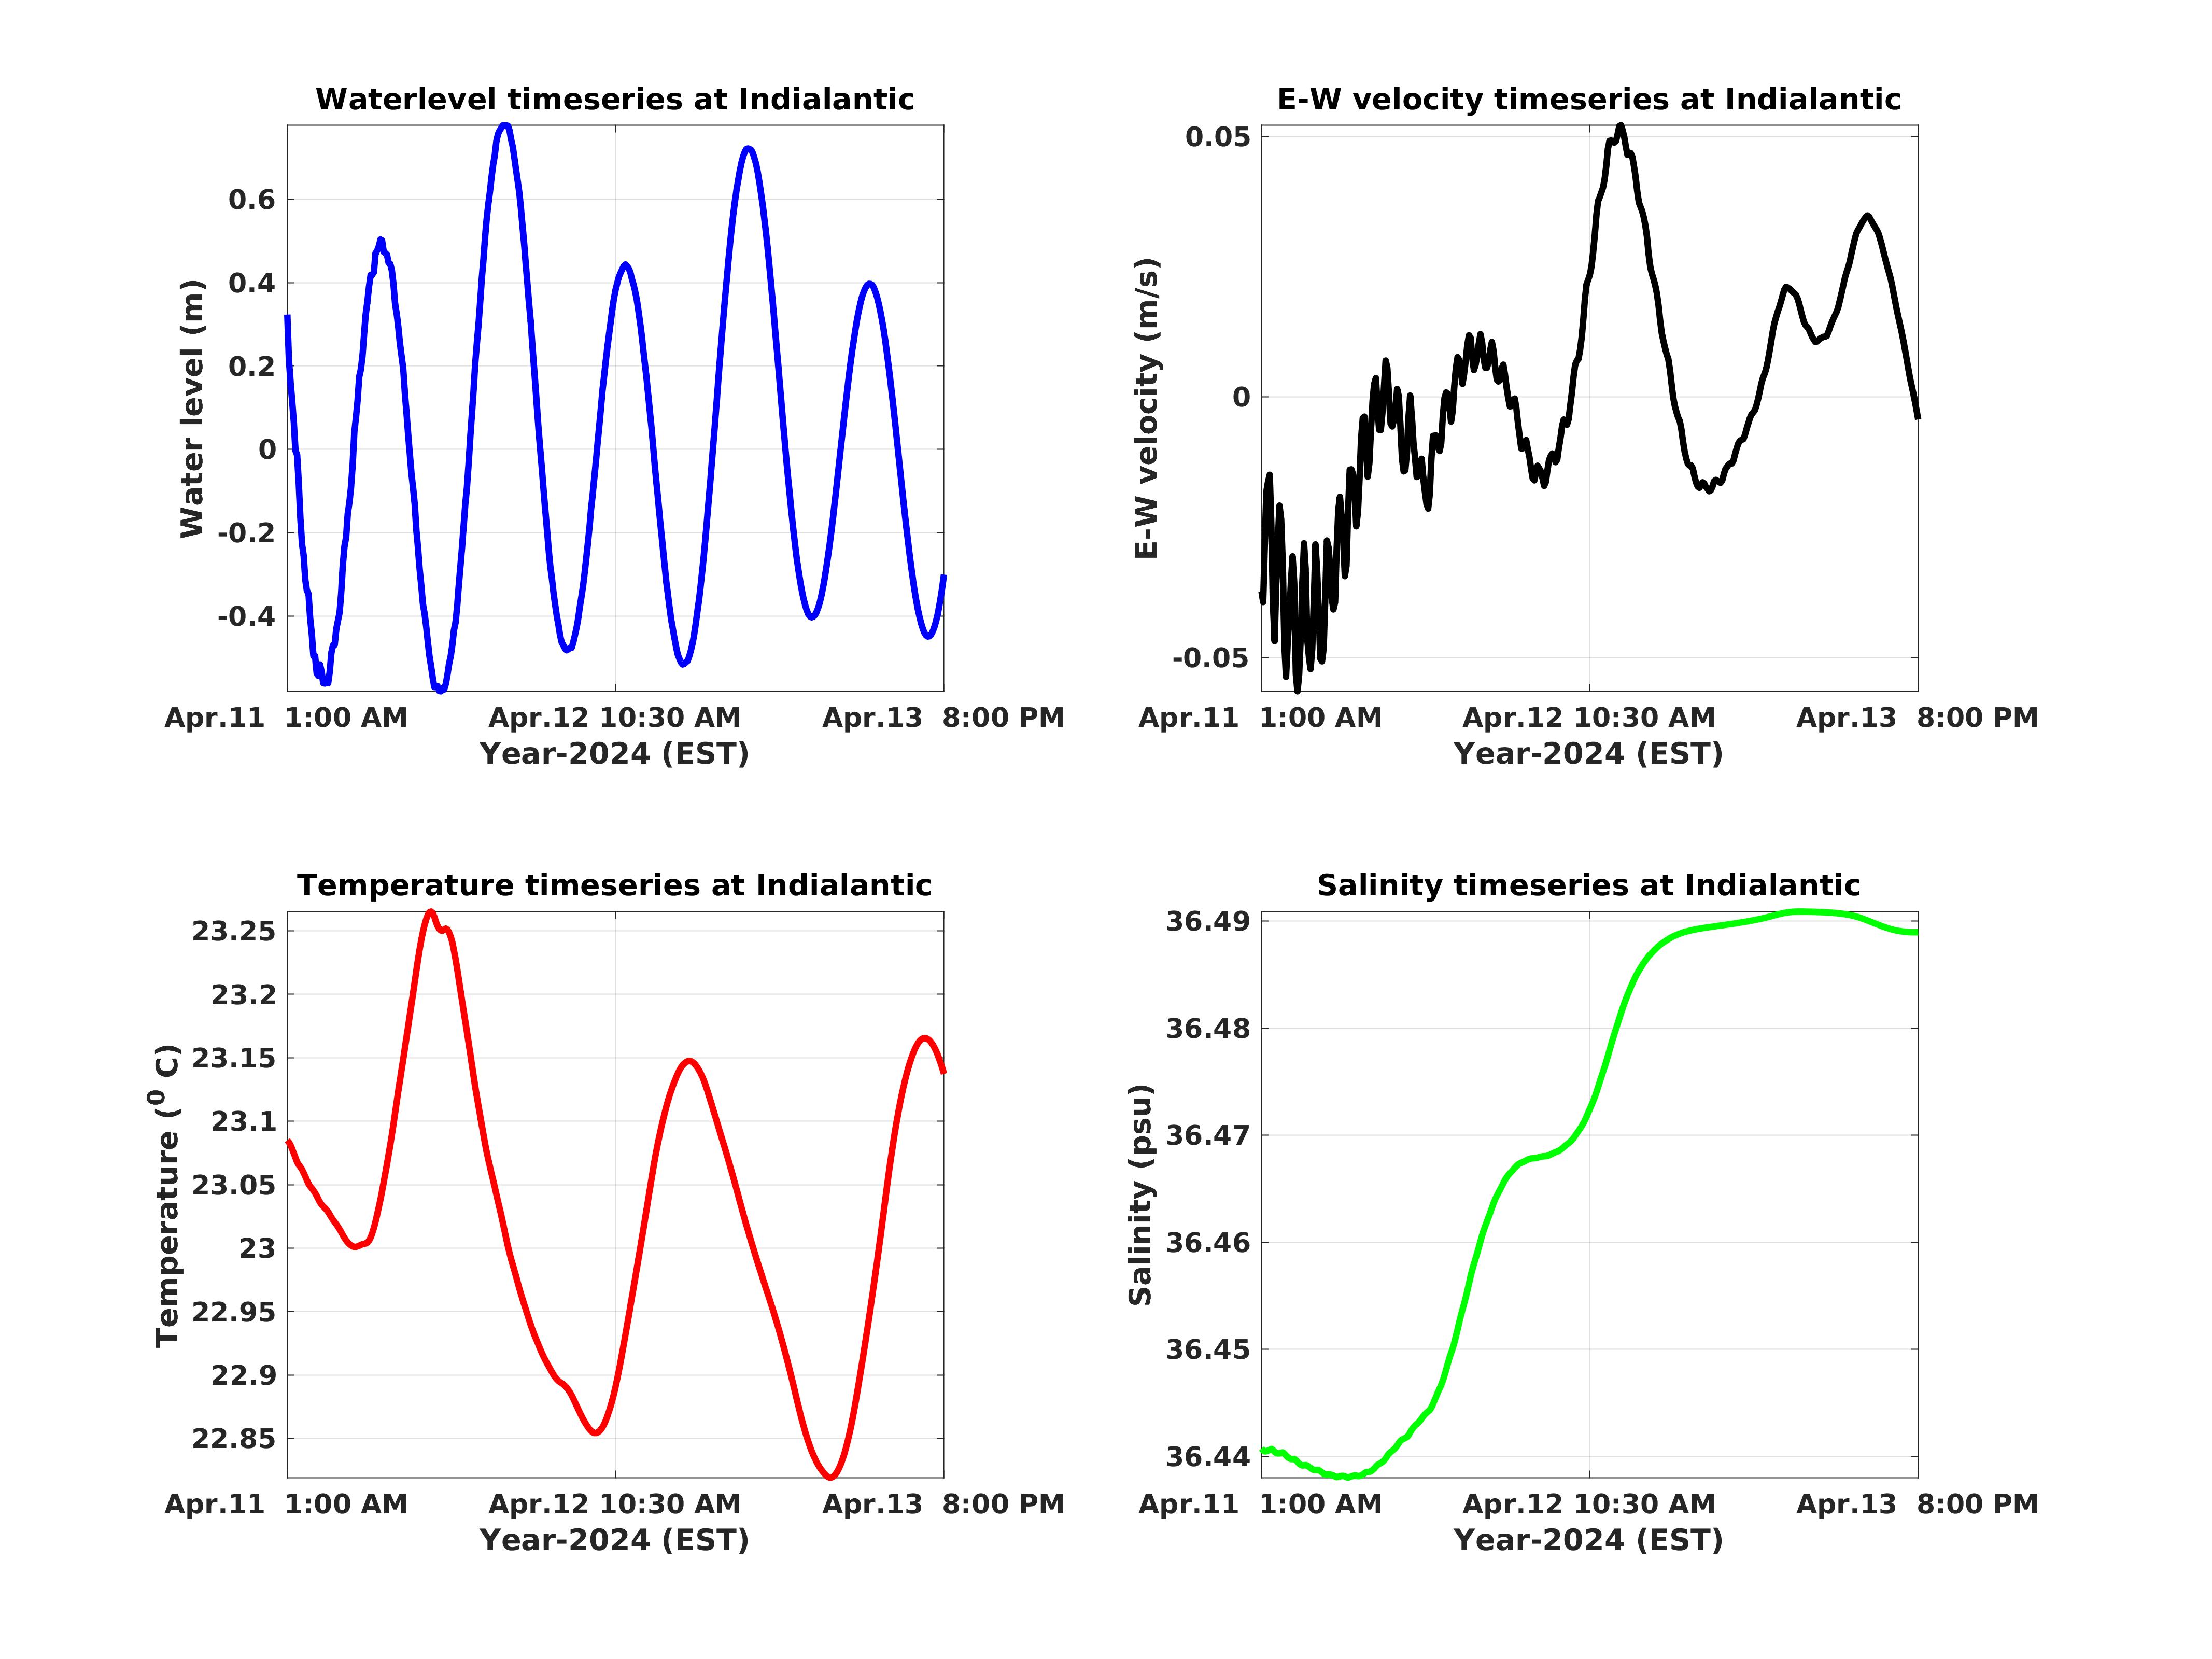 Waterlevel timeseries at Indialantic
0.6
0.4
0.2
0
-0.2
-0.4
Water level (m)
Apr.11 1:00 AM
Apr.12 10:30 AM
Apr.13 8:00 PM
Year-2024 (EST)
E-W velocity timeseries at Indialantic
0.05
0
-0.05
E-W velocity (m/s)
Apr.11 1:00 AM
Apr.12 10:30 AM
Apr.13 8:00 PM
Year-2024 (EST)
Temperature timeseries at Indialantic
23.25
23.2
23.15
23.1
23.05
23
22.95
22.9
22.85
Temperature (⁰ C)
Apr.11 1:00 AM
Apr.12 10:30 AM
Apr.13 8:00 PM
Year-2024 (EST)
Salinity timeseries at Indialantic
36.49
36.48
36.47
36.46
36.45
36.44
Salinity (psu)
Apr.11 1:00 AM
Apr.12 10:30 AM
Apr.13 8:00 PM
Year-2024 (EST)